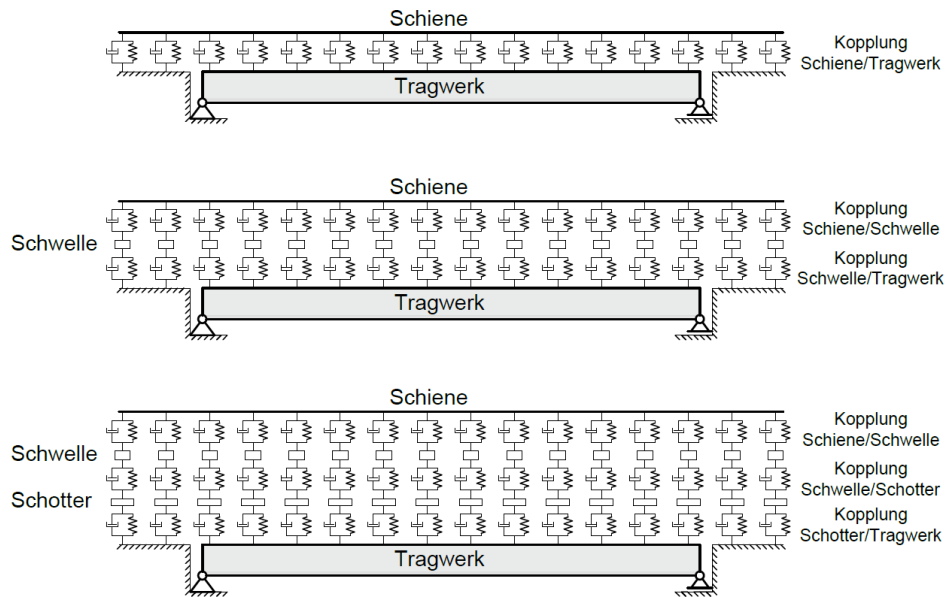 Schiene
Kopplung
Schiene/Tragwerk
Tragwerk
Schiene
Kopplung
Schiene/Schwelle
Schwelle
Kopplung
Schwelle/Tragwerk
Tragwerk
Schiene
Kopplung
Schiene/Schwelle
Schwelle
Kopplung
Schwelle/Schotter
Schotter
Kopplung
Schotter/Tragwerk
Tragwerk